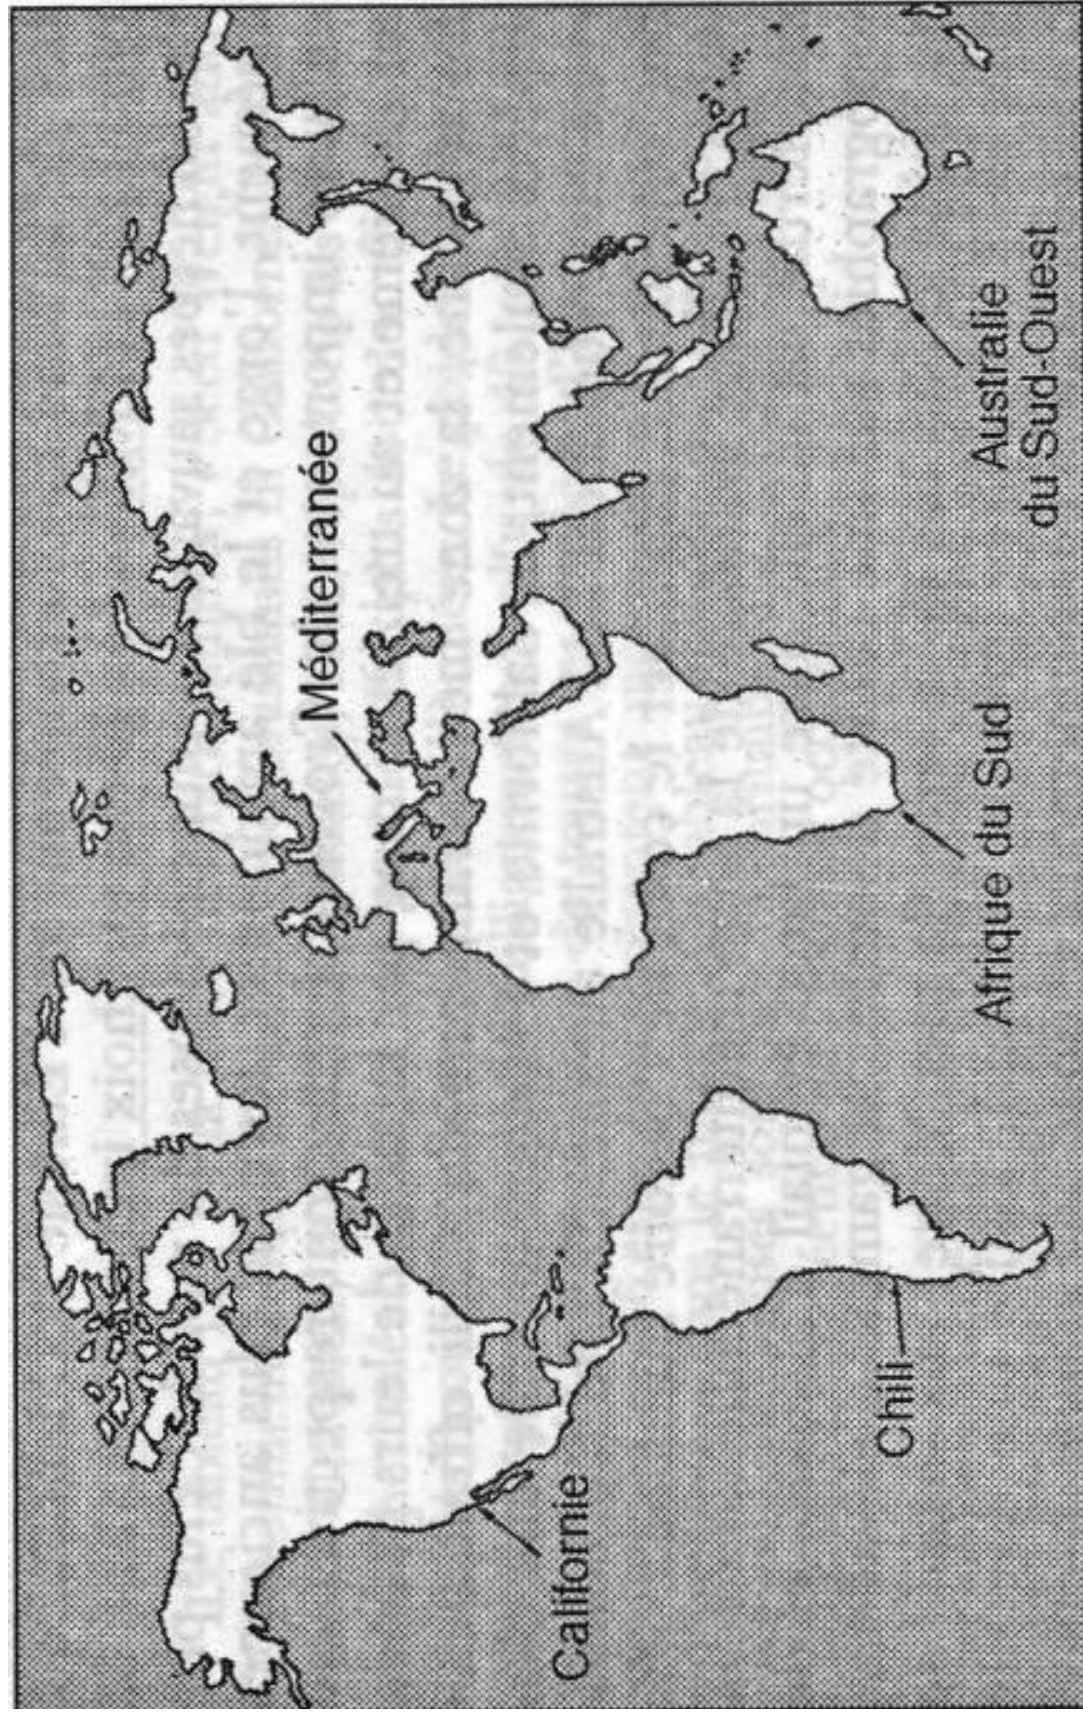 Méditerranée
Californie
Chili
Afrique du Sud
Australie
du Sud-Ouest